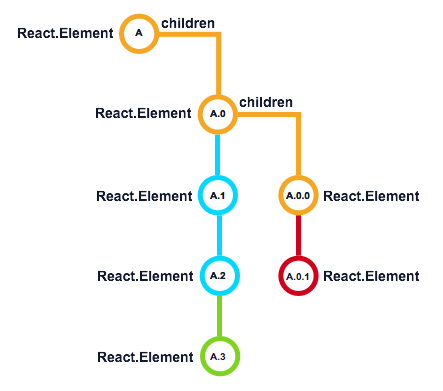 React.Element A children
React.Element A.0 children
React.Element A.1 A.0.0 React.Element
React.Element A.2 A.0.1 React.Element
React.Element A.3